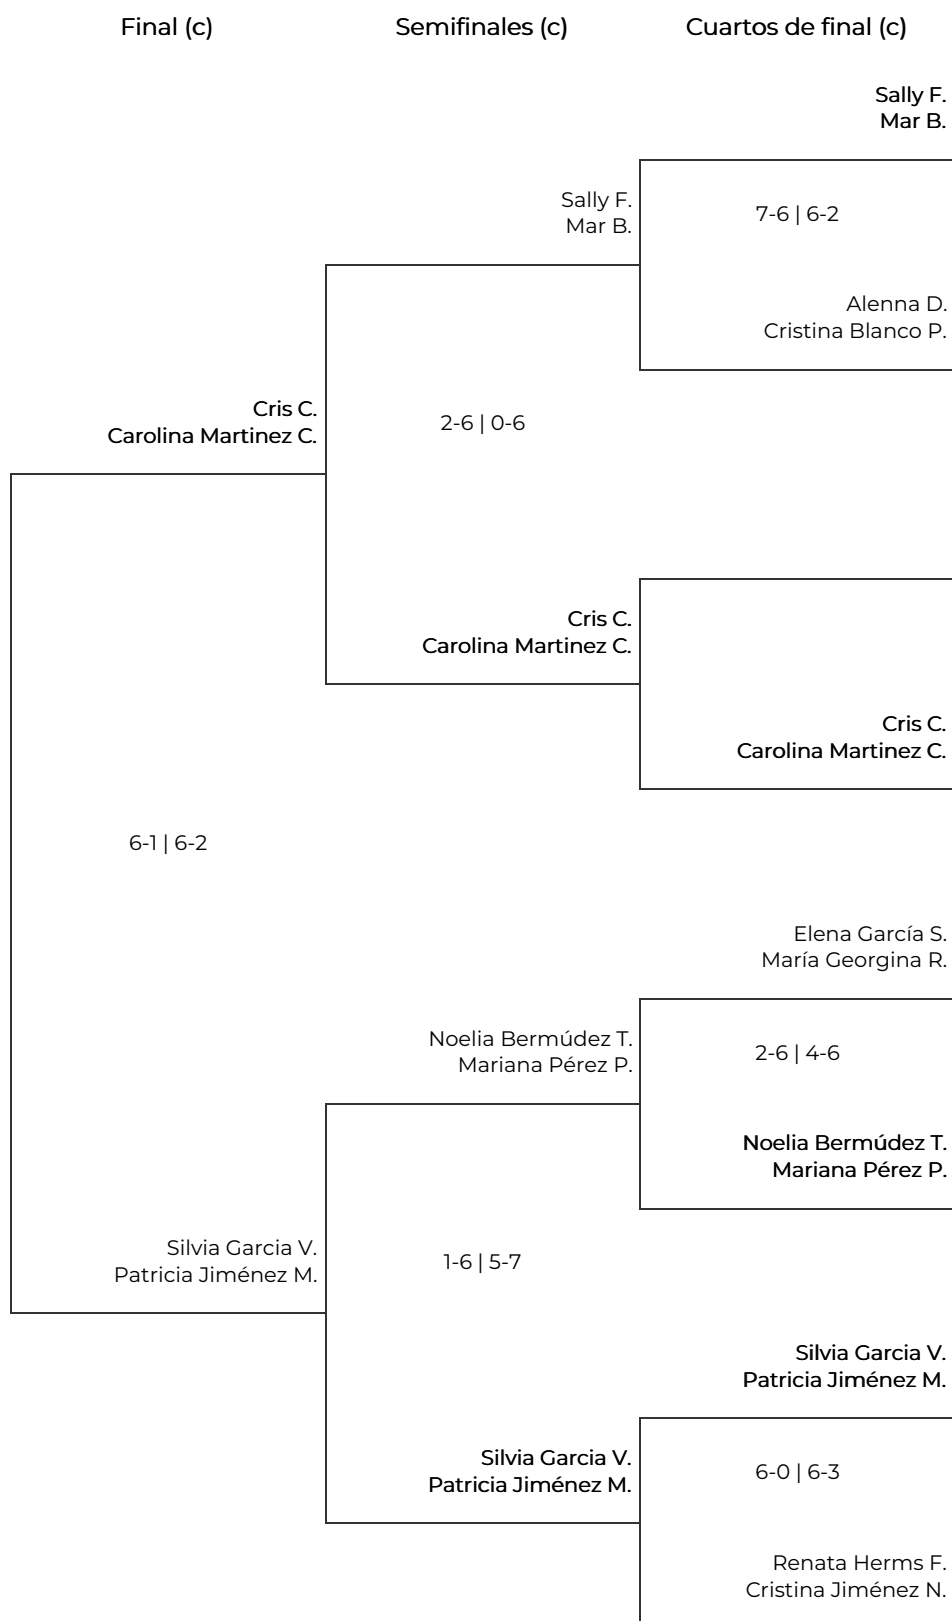 Final (c)
Semifinales (c)
Cuartos de final (c)
Sally F.
Mar B.
Sally F.
Mar B.
7-6 | 6-2
Alenna D.
Cristina Blanco P.
Cris C.
Carolina Martinez C.
2-6 | 0-6
Cris C.
Carolina Martinez C.
Cris C.
Carolina Martinez C.
6-1 | 6-2
Elena García S.
María Georgina R.
Noelia Bermúdez T.
Mariana Pérez P.
2-6 | 4-6
Noelia Bermúdez T.
Mariana Pérez P.
Silvia Garcia V.
Patricia Jiménez M.
1-6 | 5-7
Silvia Garcia V.
Patricia Jiménez M.
Silvia Garcia V.
Patricia Jiménez M.
6-0 | 6-3
Renata Herms F.
Cristina Jiménez N.